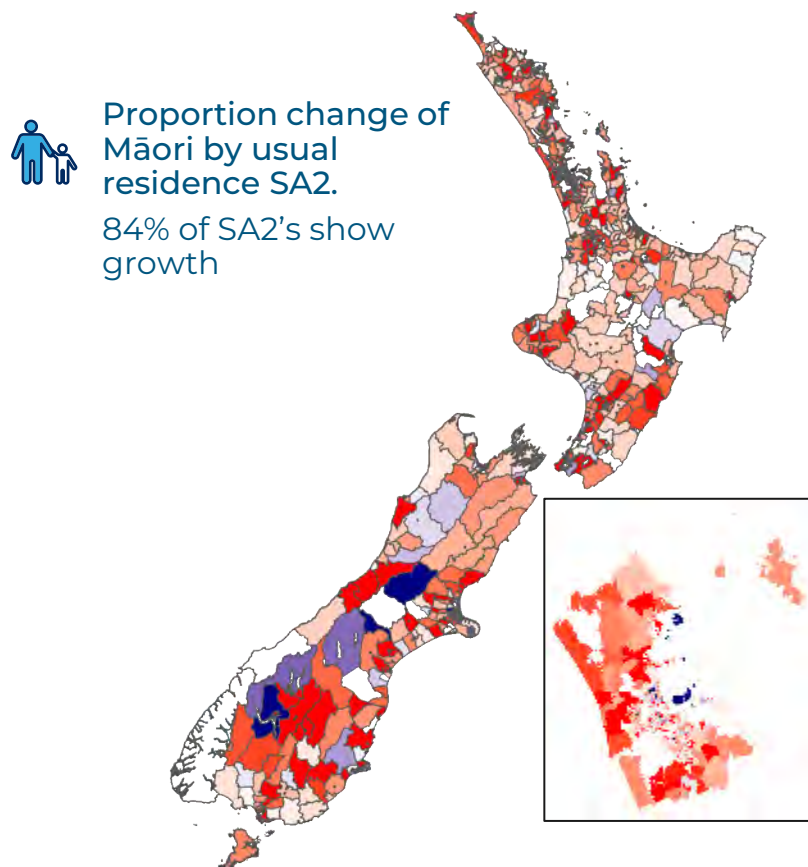 Proportion change of
Māori by usual
residence SA2.
84% of SA2's show
growth